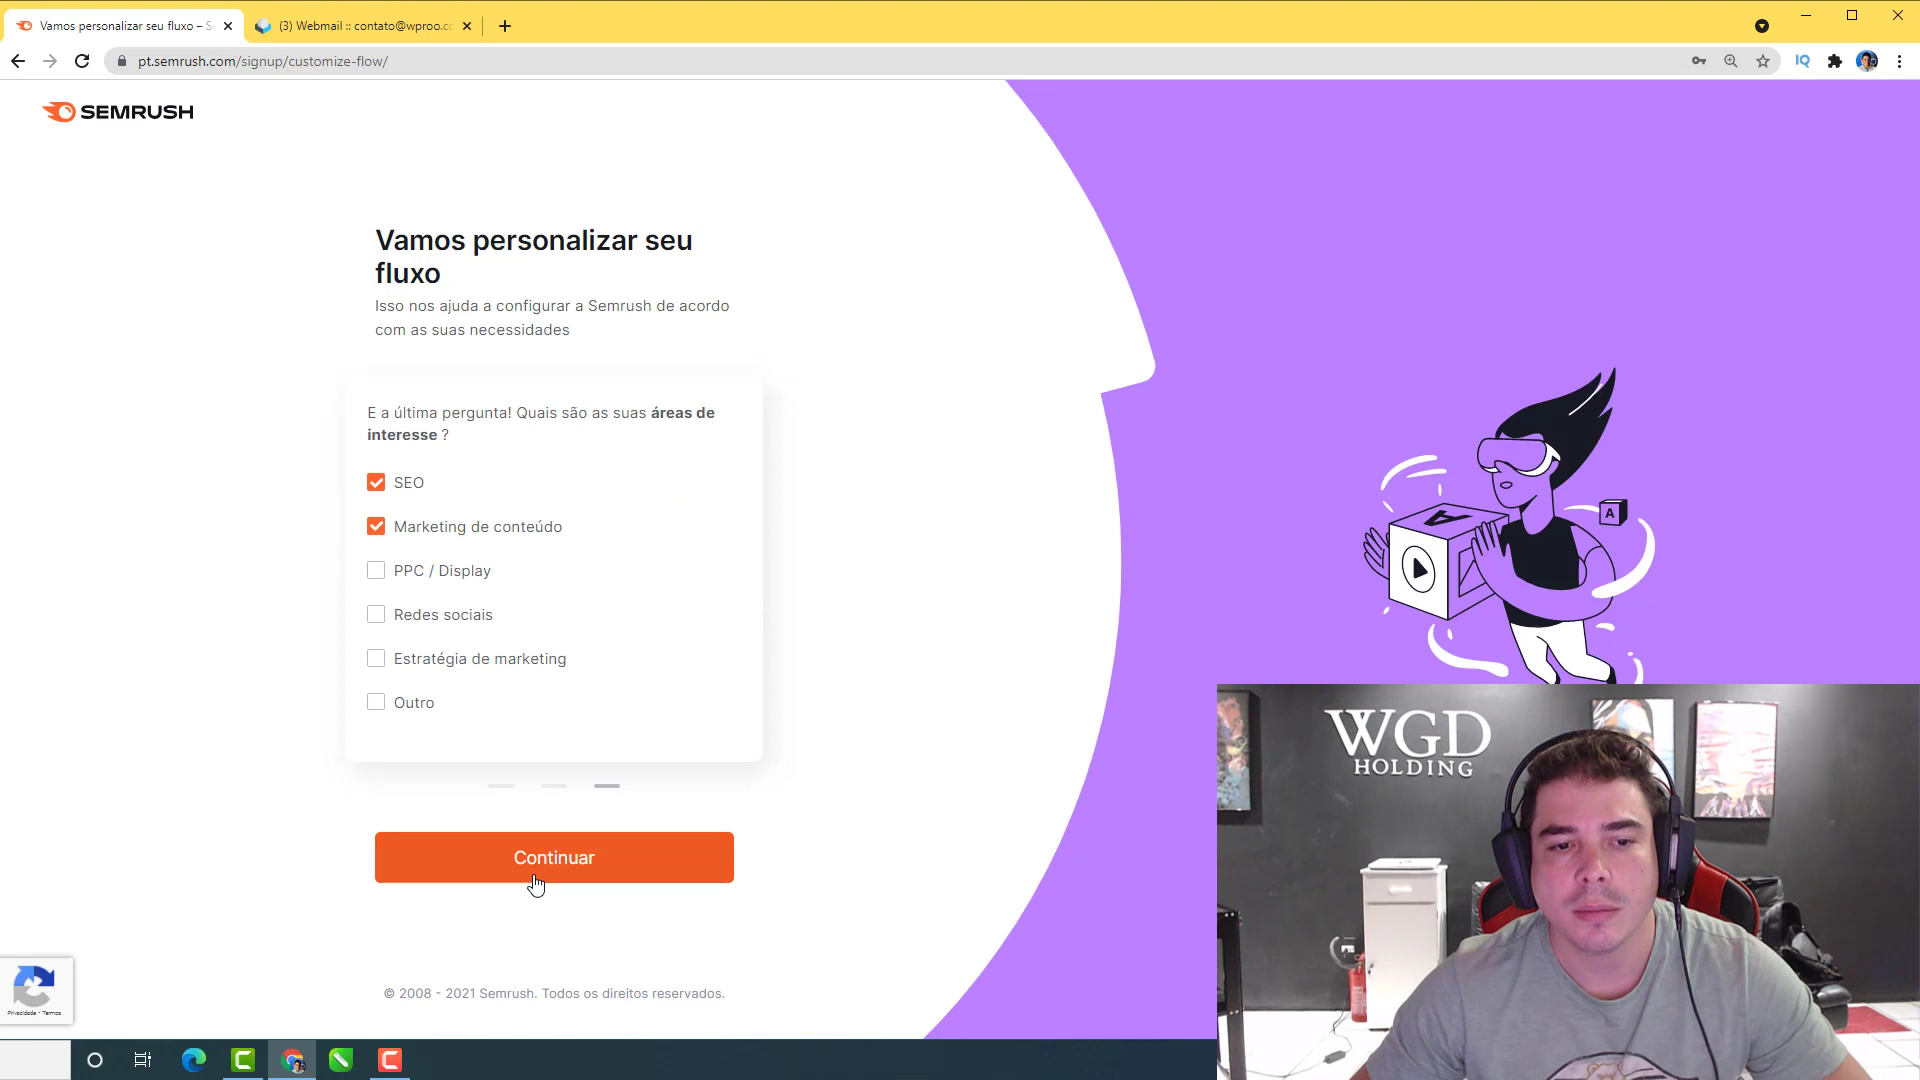 Vamos personalizar seu fluxo – S
(3) Webmail :: contato@wproo.cc
pt.semrush.com/signup/customize-flow/
IQ
SEMRUSH
Vamos personalizar seu
fluxo
Isso nos ajuda a configurar a Semrush de acordo
com as suas necessidades
E a última pergunta! Quais são as suas áreas de
interesse ?
SEO
Marketing de conteúdo
PPC / Display
Redes sociais
Estratégia de marketing
Outro
Continuar
© 2008 - 2021 Semrush. Todos os direitos reservados.
Privacidade - Termos
A
A
WGD
HOLDING